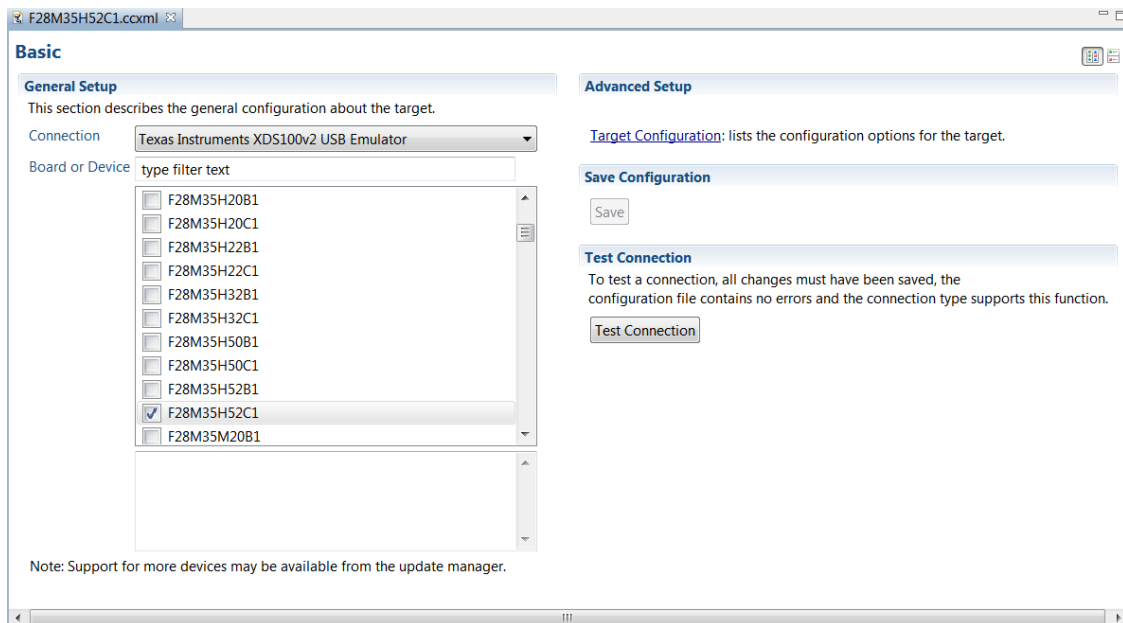 F28M35H52C1.ccxml
Basic
General Setup
This section describes the general configuration about the target.
Connection
Texas Instruments XDS100v2 USB Emulator
Board or Device
type filter text
F28M35H20B1
F28M35H20C1
F28M35H22B1
F28M35H22C1
F28M35H32B1
F28M35H32C1
F28M35H50B1
F28M35H50C1
F28M35H52B1
F28M35H52C1
F28M35M20B1
Note: Support for more devices may be available from the update manager.
Advanced Setup
Target Configuration: lists the configuration options for the target.
Save Configuration
Save
Test Connection
To test a connection, all changes must have been saved, the
configuration file contains no errors and the connection type supports this function.
Test Connection